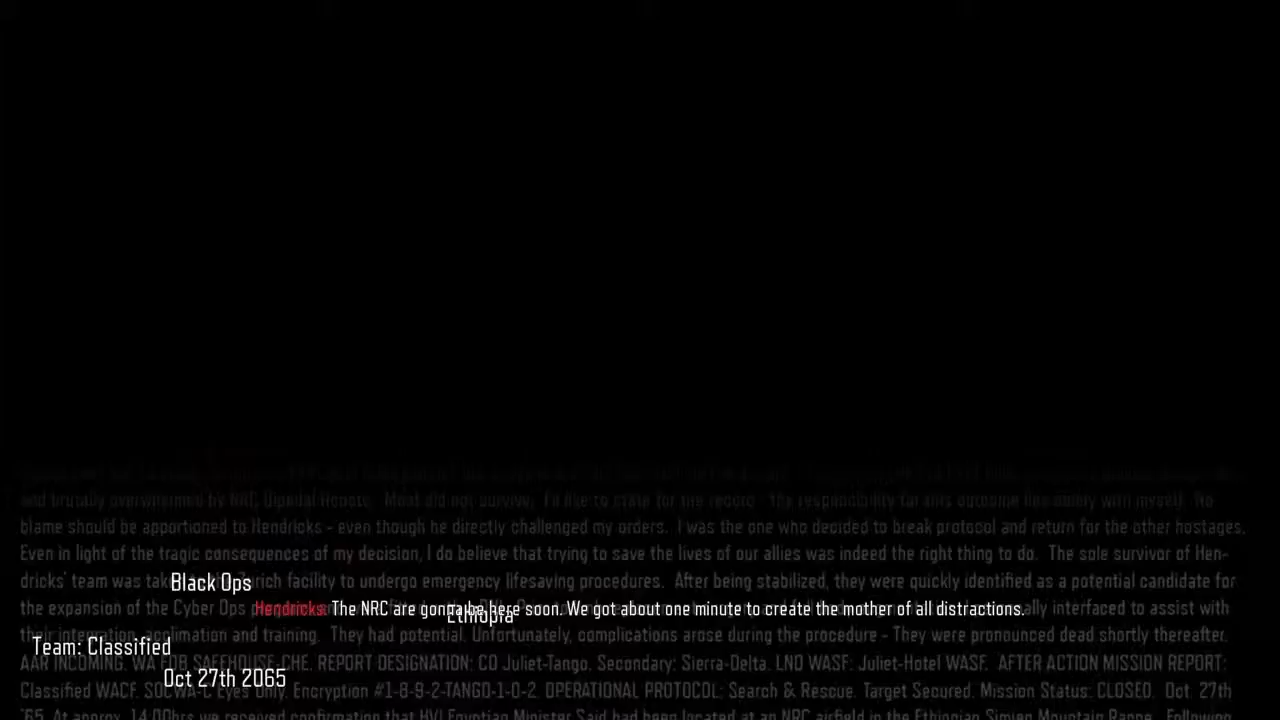 and brutally overwhelmed by NRC Bipedal Robots. Most did not survive. I'd like to state for the record - the responsibility for this outcome lies solely with myself. No
blame should be apportioned to Hendricks - even though he directly challenged my orders. I was the one who decided to break protocol and return for the other hostages.
Even in light of the tragic consequences of my decision, I do believe that trying to save the lives of our allies was indeed the right thing to do. The sole survivor of Hen-
dricks' team was facility to undergo emergency lifesaving procedures. After being stabilized, they were quickly identified as a potential candidate for
Black Ops
the expansion of the Cyber Ops interfaced to assist with
Hendricks: The NRC are gonna be here soon. We got about one minute to create the mother of all distractions.
Ethiopia
their and training. They had potential. Unfortunately, complications arose during the procedure - They were pronounced dead shortly thereafter.
Team: Classified
AAR INCOMING. WA FOB SAFEHOUSE-CHE. REPORT DESIGNATION: CO Juliet-Tango. Secondary: Sierra-Delta. LNO WASF: Juliet-Hotel WASF. AFTER ACTION MISSION REPORT:
Oct 27th 2065
Classified WACF. SOCWA-C Eyes Only. Encryption #1-8-9-2-TANGO-1-0-2. OPERATIONAL PROTOCOL: Search & Rescue. Target Secured. Mission Status: CLOSED. Oct. 27th
'65. At approx. 14.00hrs we received confirmation that HVI Egyptian Minister Said had been located at an NRC airfield in the Ethiopian Simien Mountain Range.